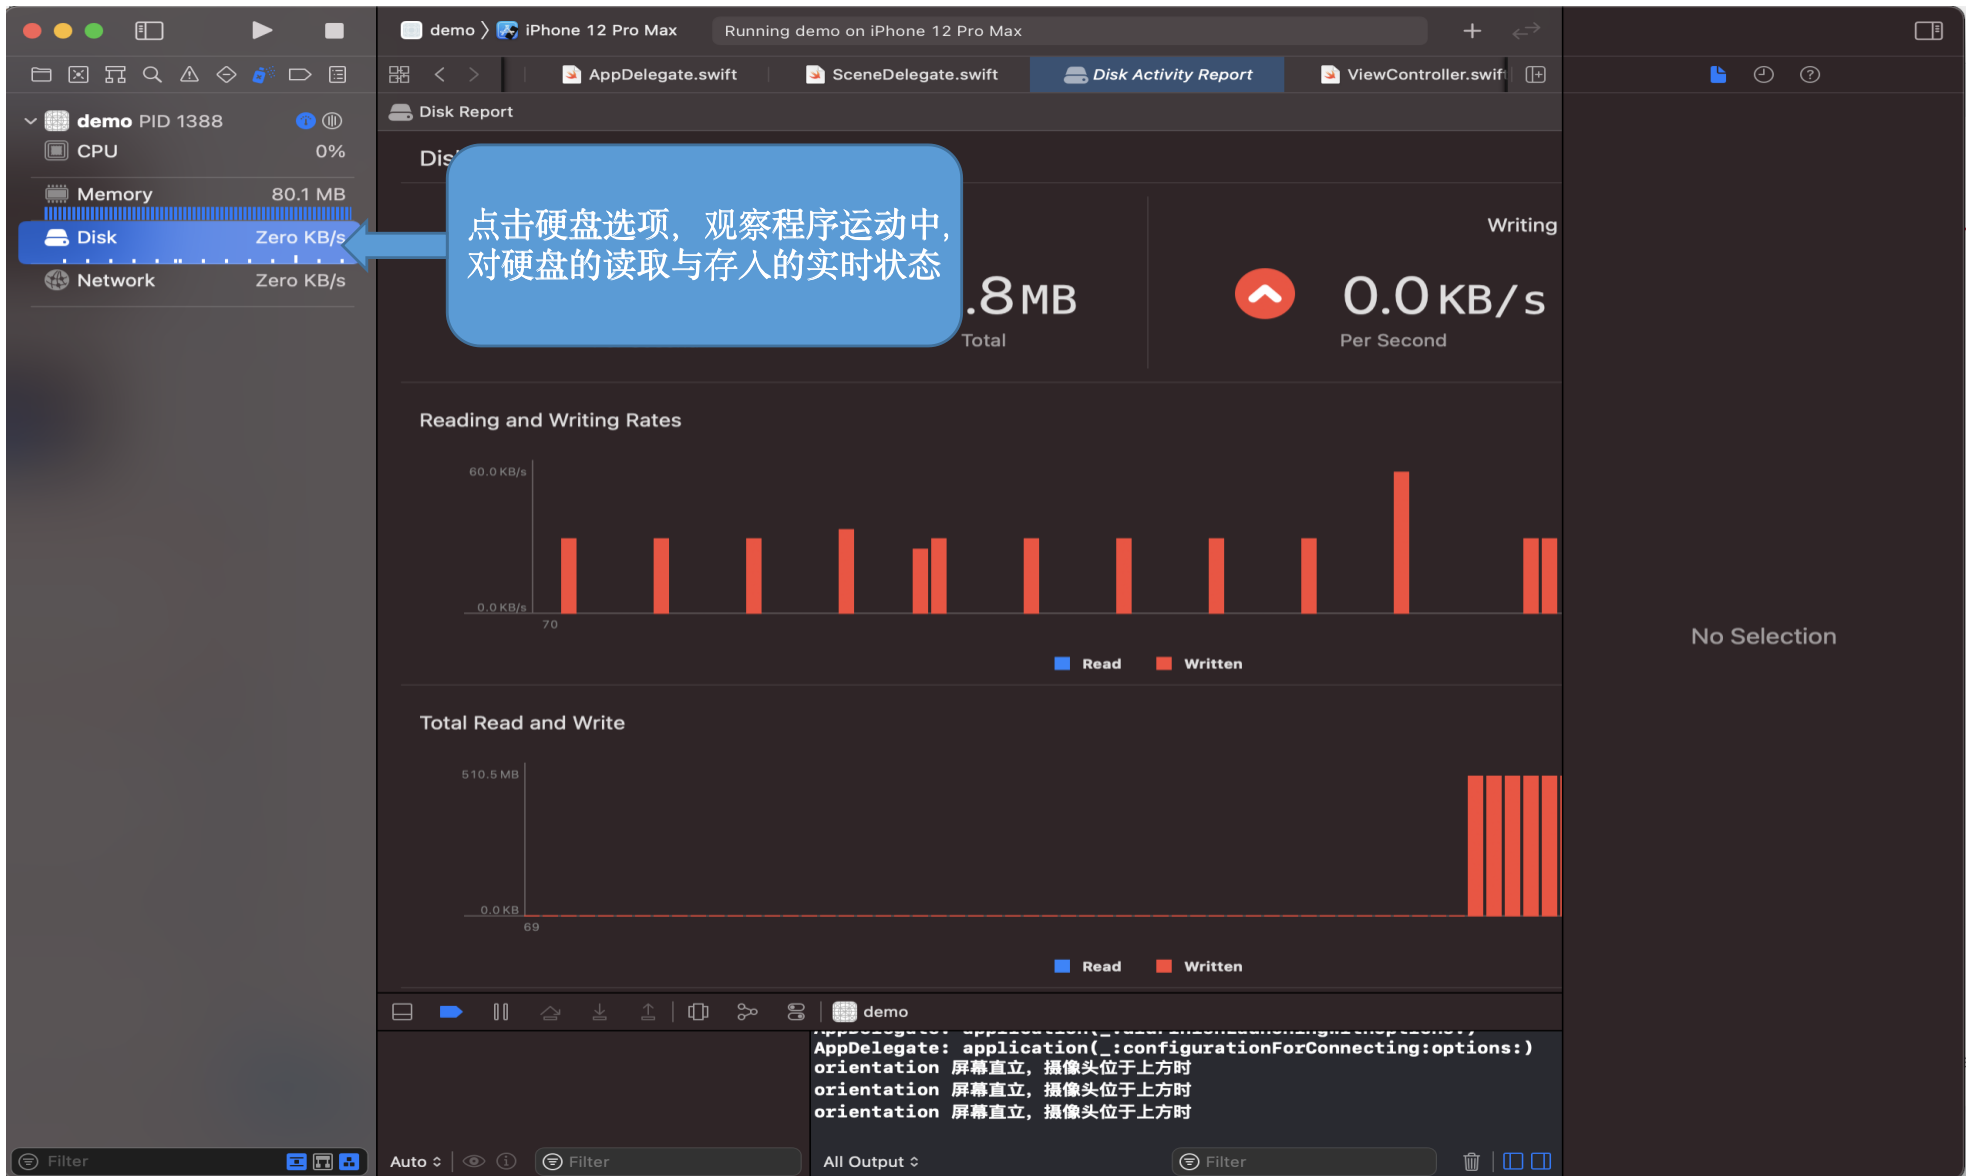 demo 〉 iPhone 12 Pro Max
Running demo on iPhone 12 Pro Max
AppDelegate.swift
SceneDelegate.swift
Disk Activity Report
ViewController.swift
Disk Report
demo PID 1388
CPU 0%
Memory 80.1 MB
Disk Zero KB/s
Network Zero KB/s
点击硬盘选项，观察程序运动中，
对硬盘的读取与存入的实时状态
Writing
.8 MB
Total
0.0 KB/s
Per Second
Reading and Writing Rates
60.0 KB/s
0.0 KB/s
70
Read Written
Total Read and Write
510.5 MB
0.0 KB
69
Read Written
No Selection
demo
AppDelegate: application(_:configurationForConnecting:options:)
orientation 屏幕直立，摄像头位于上方时
orientation 屏幕直立，摄像头位于上方时
orientation 屏幕直立，摄像头位于上方时
Filter
Auto
Filter
All Output
Filter